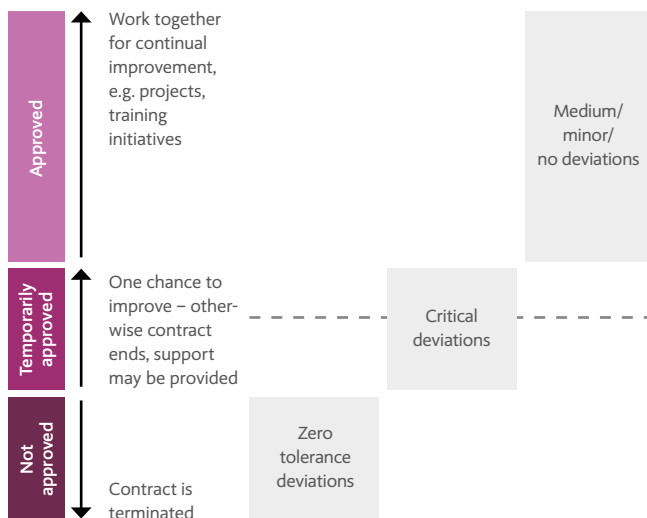 Approved
Work together
for continual
improvement,
e.g. projects,
training
initiatives
Medium/
minor/
no deviations
Temporarily
approved
One chance to
improve – other-
wise contract
ends, support
may be provided
Critical
deviations
Not
approved
Contract is
terminated
Zero
tolerance
deviations